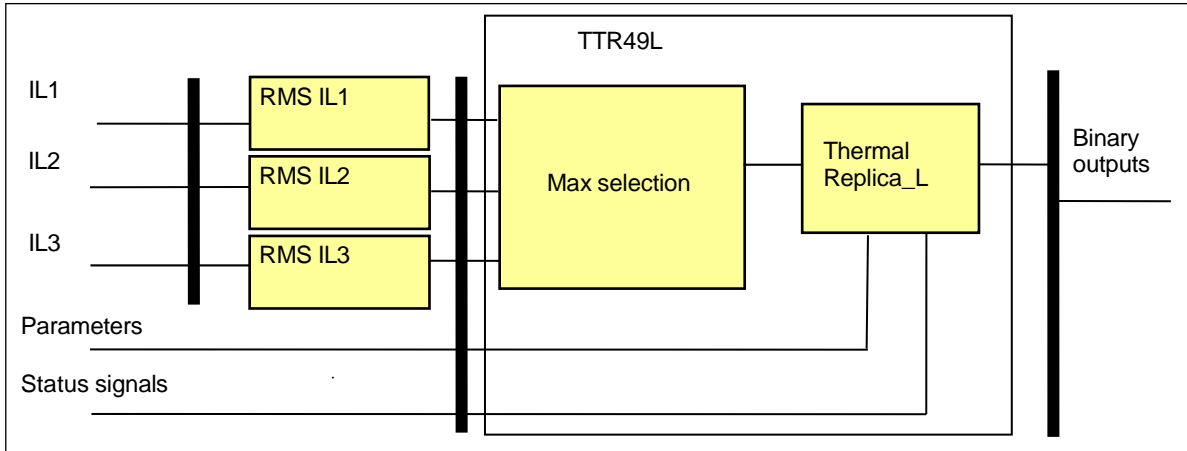 TTR49L
IL1
RMS IL1
IL2
RMS IL2
IL3
RMS IL3
Max selection
Thermal
Replica_L
Binary
outputs
Parameters
Status signals